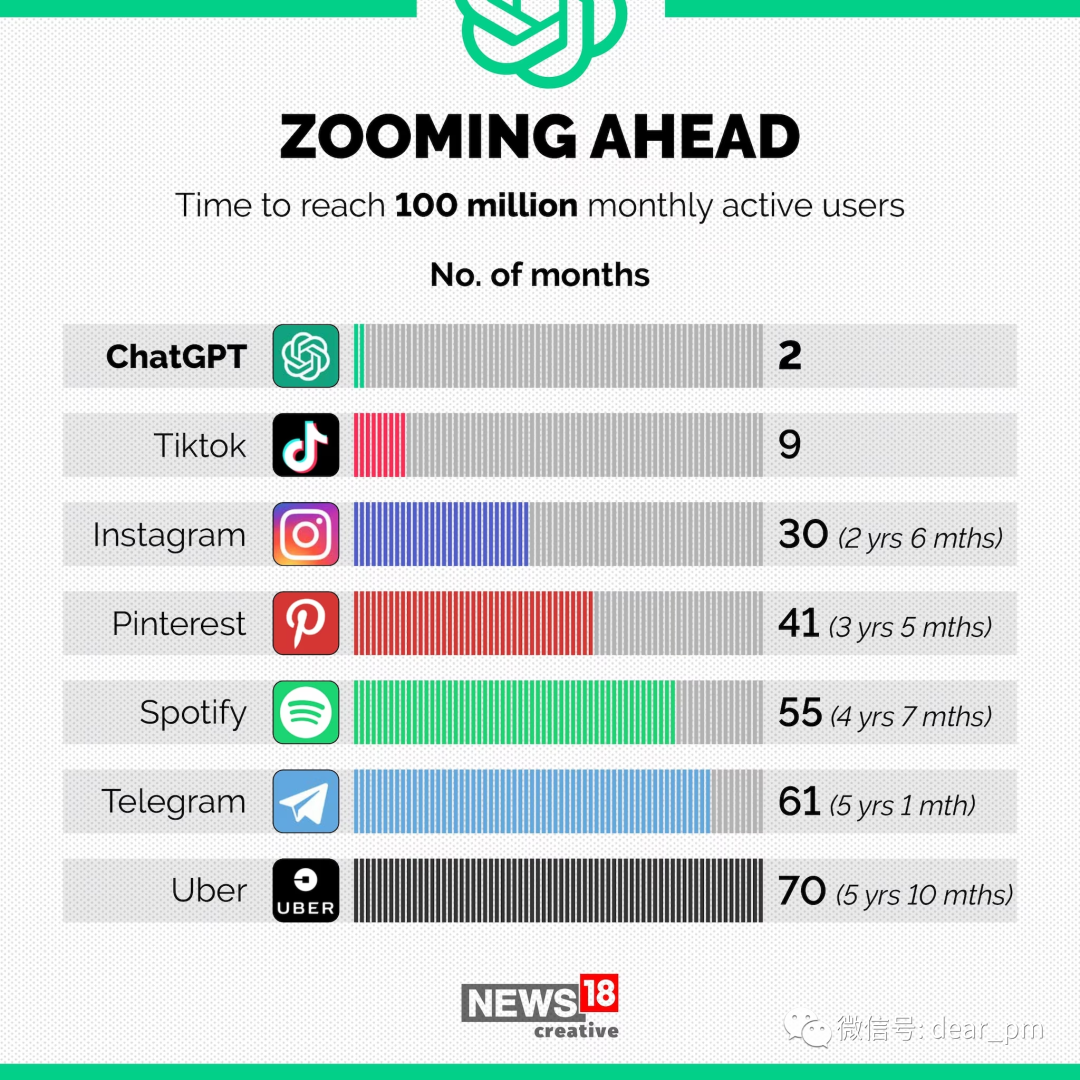 ZOOMING AHEAD
Time to reach 100 million monthly active users
No. of months
ChatGPT 2
Tiktok 9
Instagram 30 (2 yrs 6 mths)
Pinterest 41 (3 yrs 5 mths)
Spotify 55 (4 yrs 7 mths)
Telegram 61 (5 yrs 1 mth)
Uber UBER 70 (5 yrs 10 mths)
NEWS18
creative
微信号: dear_pm